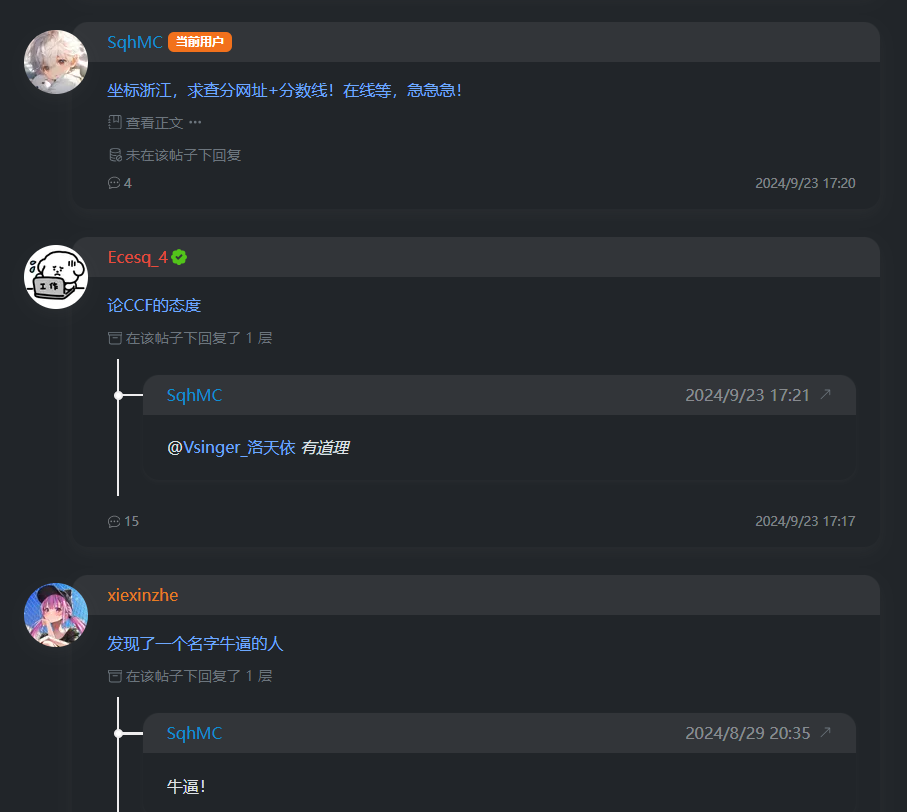 SqhMC 当前用户
坐标浙江，求查分网址+分数线！在线等，急急急！
查看正文 ···
未在该帖子下回复
4 2024/9/23 17:20
Ecesq_4
工作
论CCF的态度
在该帖子下回复了 1 层
SqhMC 2024/9/23 17:21
@Vsinger_洛天依 有道理
15 2024/9/23 17:17
xiexinzhe
发现了一个名字牛逼的人
在该帖子下回复了 1 层
SqhMC 2024/8/29 20:35
牛逼！